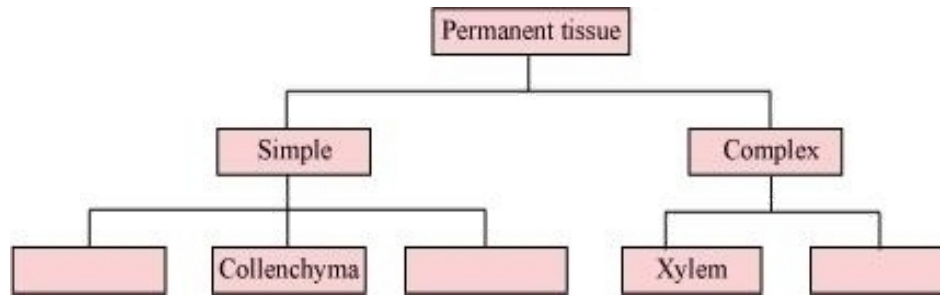 Permanent tissue
Simple
Complex
Collenchyma
Xylem